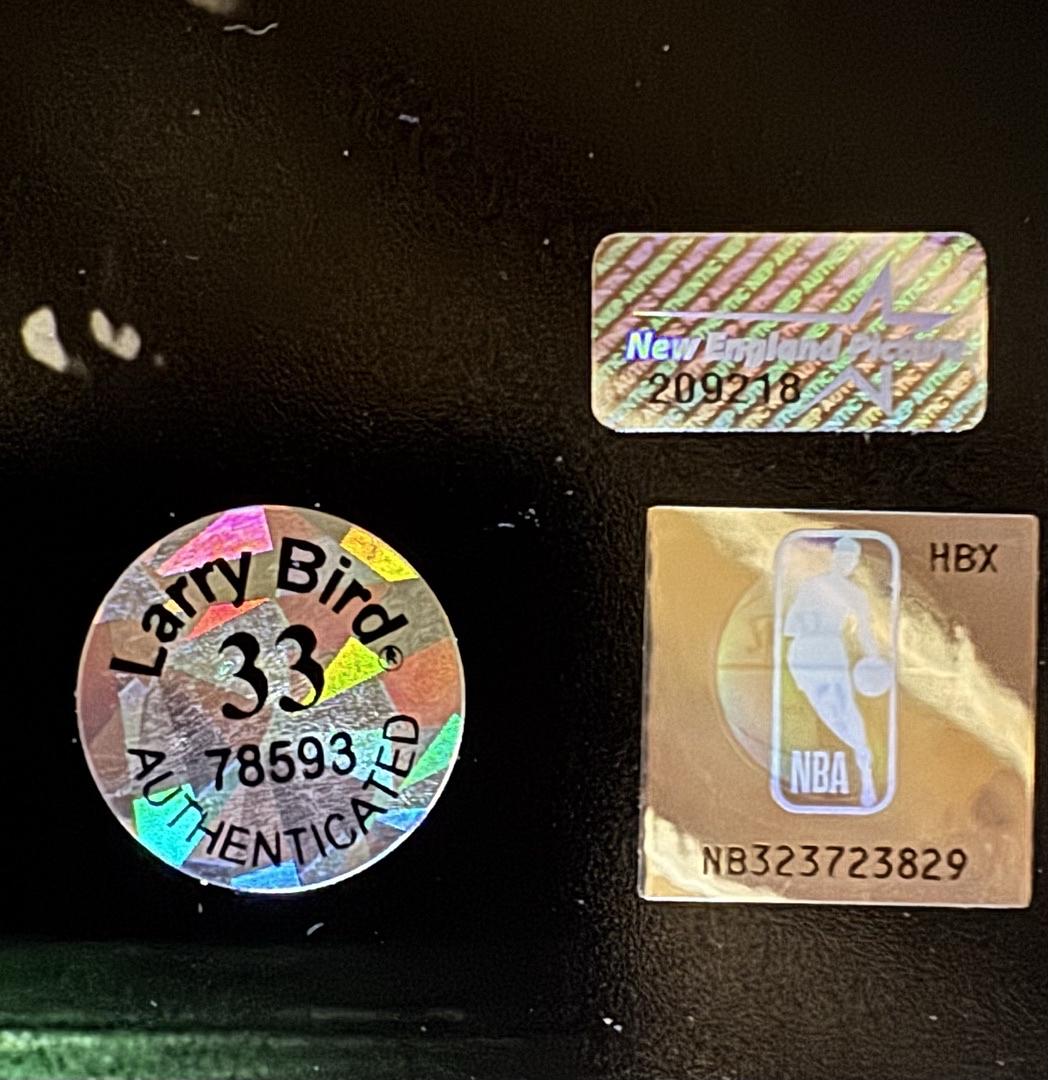 New England Picture
209218
Larry Bird®
33
78593
AUTHENTICATED
HBX
NBA
NB323723829